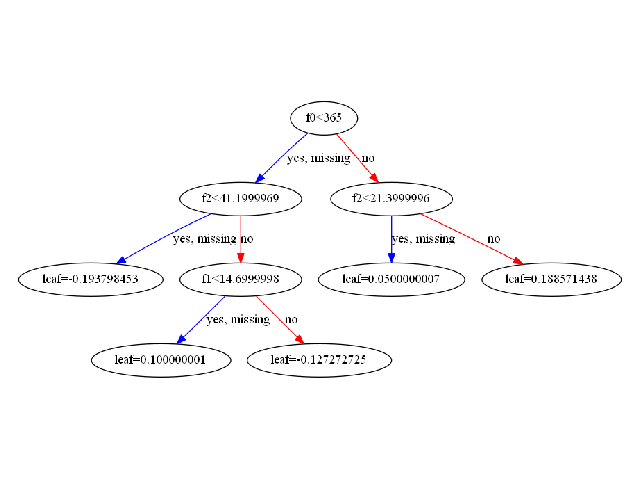 f0<365
yes, missing
no
f2<41.1999969
f2<21.3999996
yes, missing
no
yes, missing
no
leaf=-0.193798453
f1<14.6999998
leaf=0.0500000007
leaf=0.188571438
yes, missing
no
leaf=0.100000001
leaf=-0.127272725